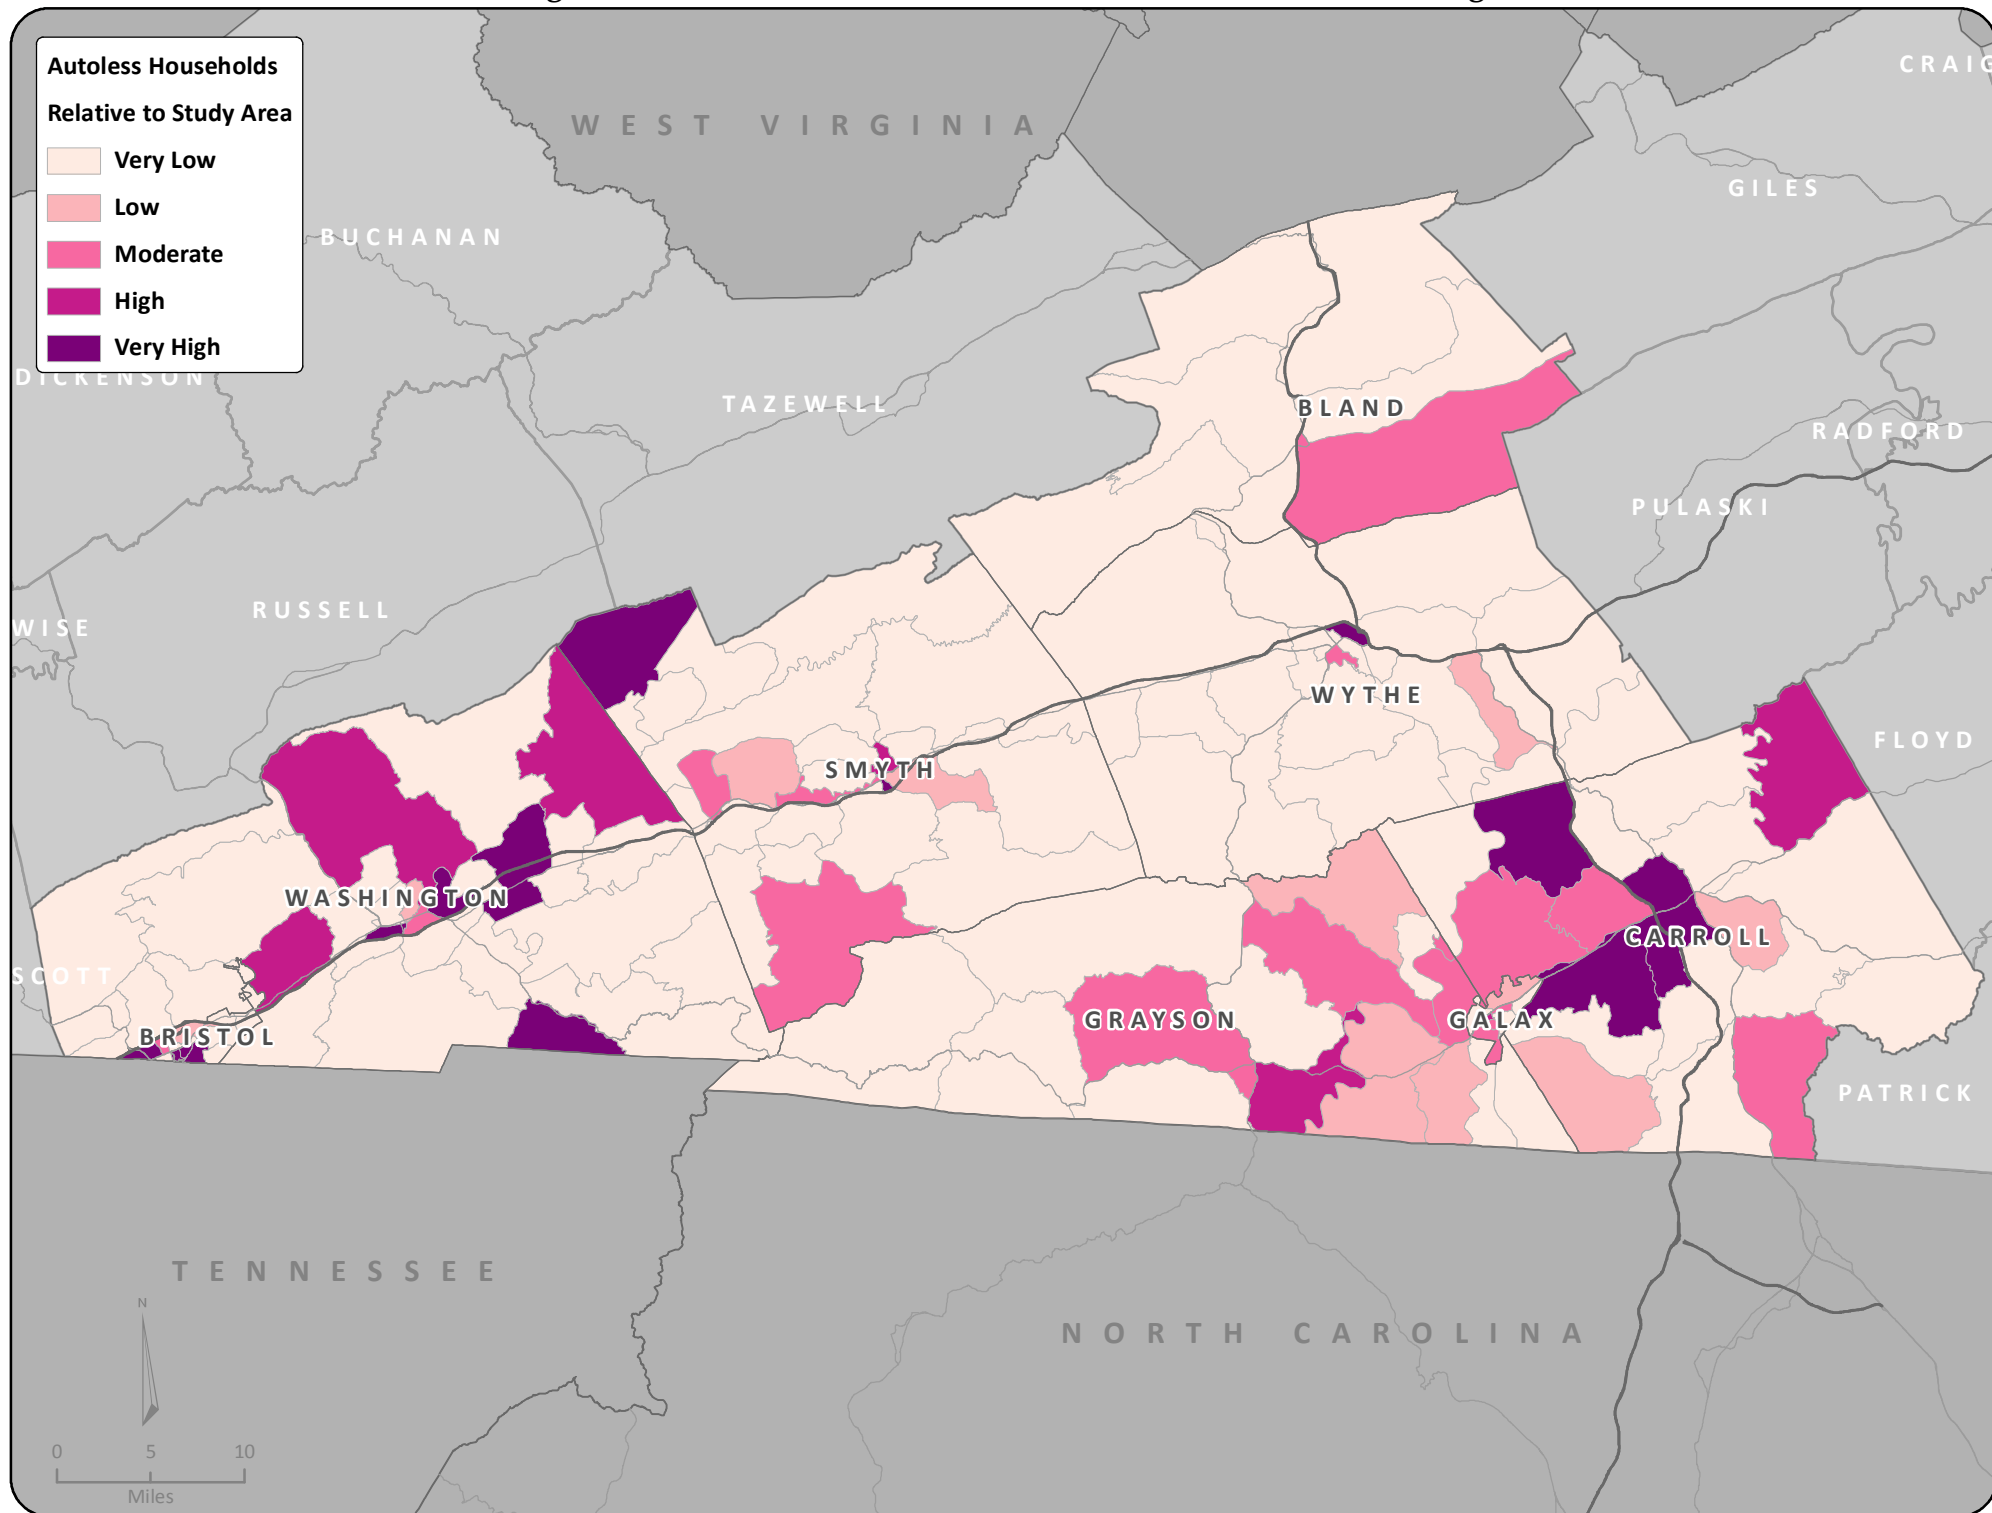 Autoless Households
Relative to Study Area
Very Low
Low
Moderate
High
Very High
WEST VIRGINIA
CRAIG
GILES
BUCHANAN
DICKENSON
TAZEWELL
BLAND
RADFORD
PULASKI
RUSSELL
WISE
WYTHE
FLOYD
SMYTH
WASHINGTON
CARROLL
SCOTT
GRAYSON
GALAX
BRISTOL
PATRICK
TENNESSEE
NORTH CAROLINA
N
0 5 10
Miles